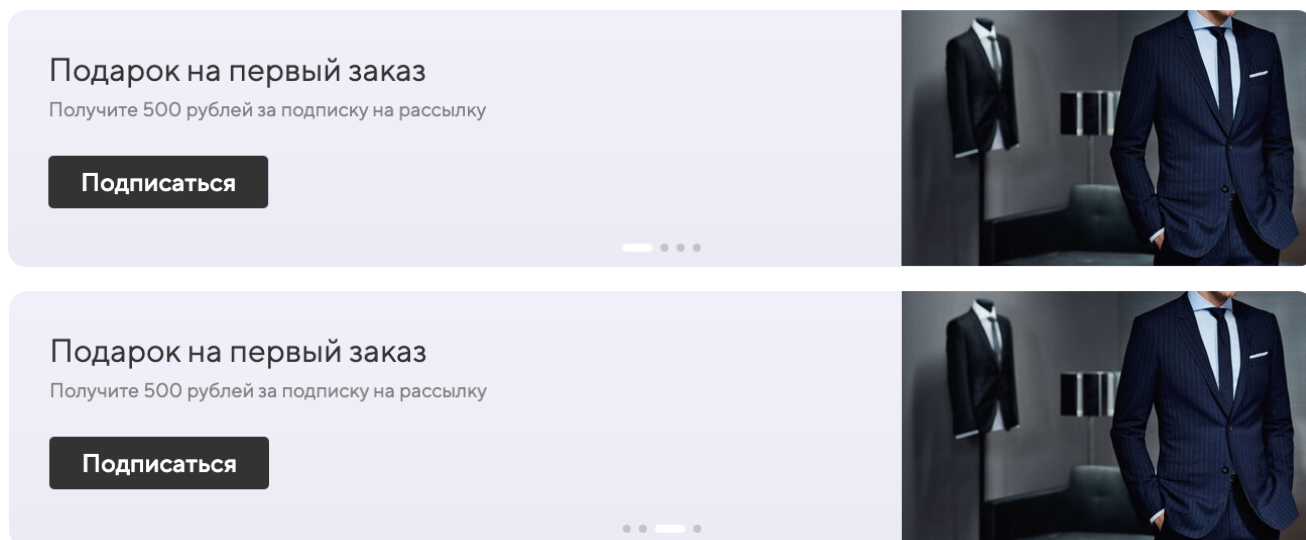 Подарок на первый заказ
Получите 500 рублей за подписку на рассылку
Подписаться
Подарок на первый заказ
Получите 500 рублей за подписку на рассылку
Подписаться